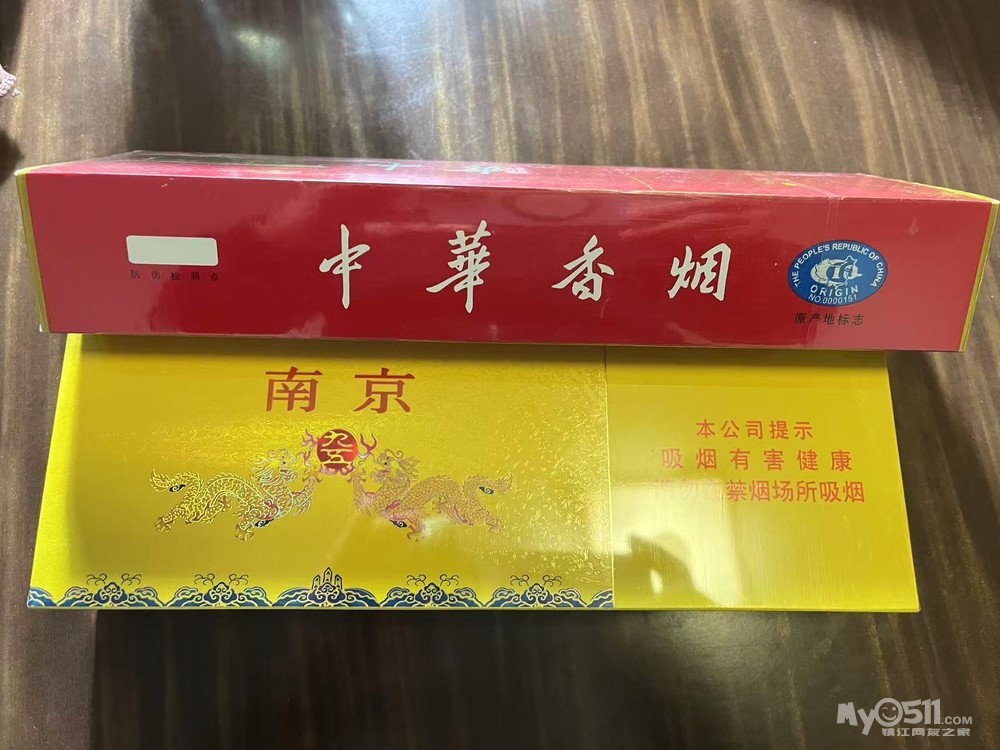 中華香烟
防伪检测点
THE PEOPLE'S REPUBLIC OF CHINA
ORIGIN
NO.0000151
原产地标志
南京
九五
本公司提示
吸烟有害健康
禁烟场所吸烟
MY0511.COM
镇江网友之家